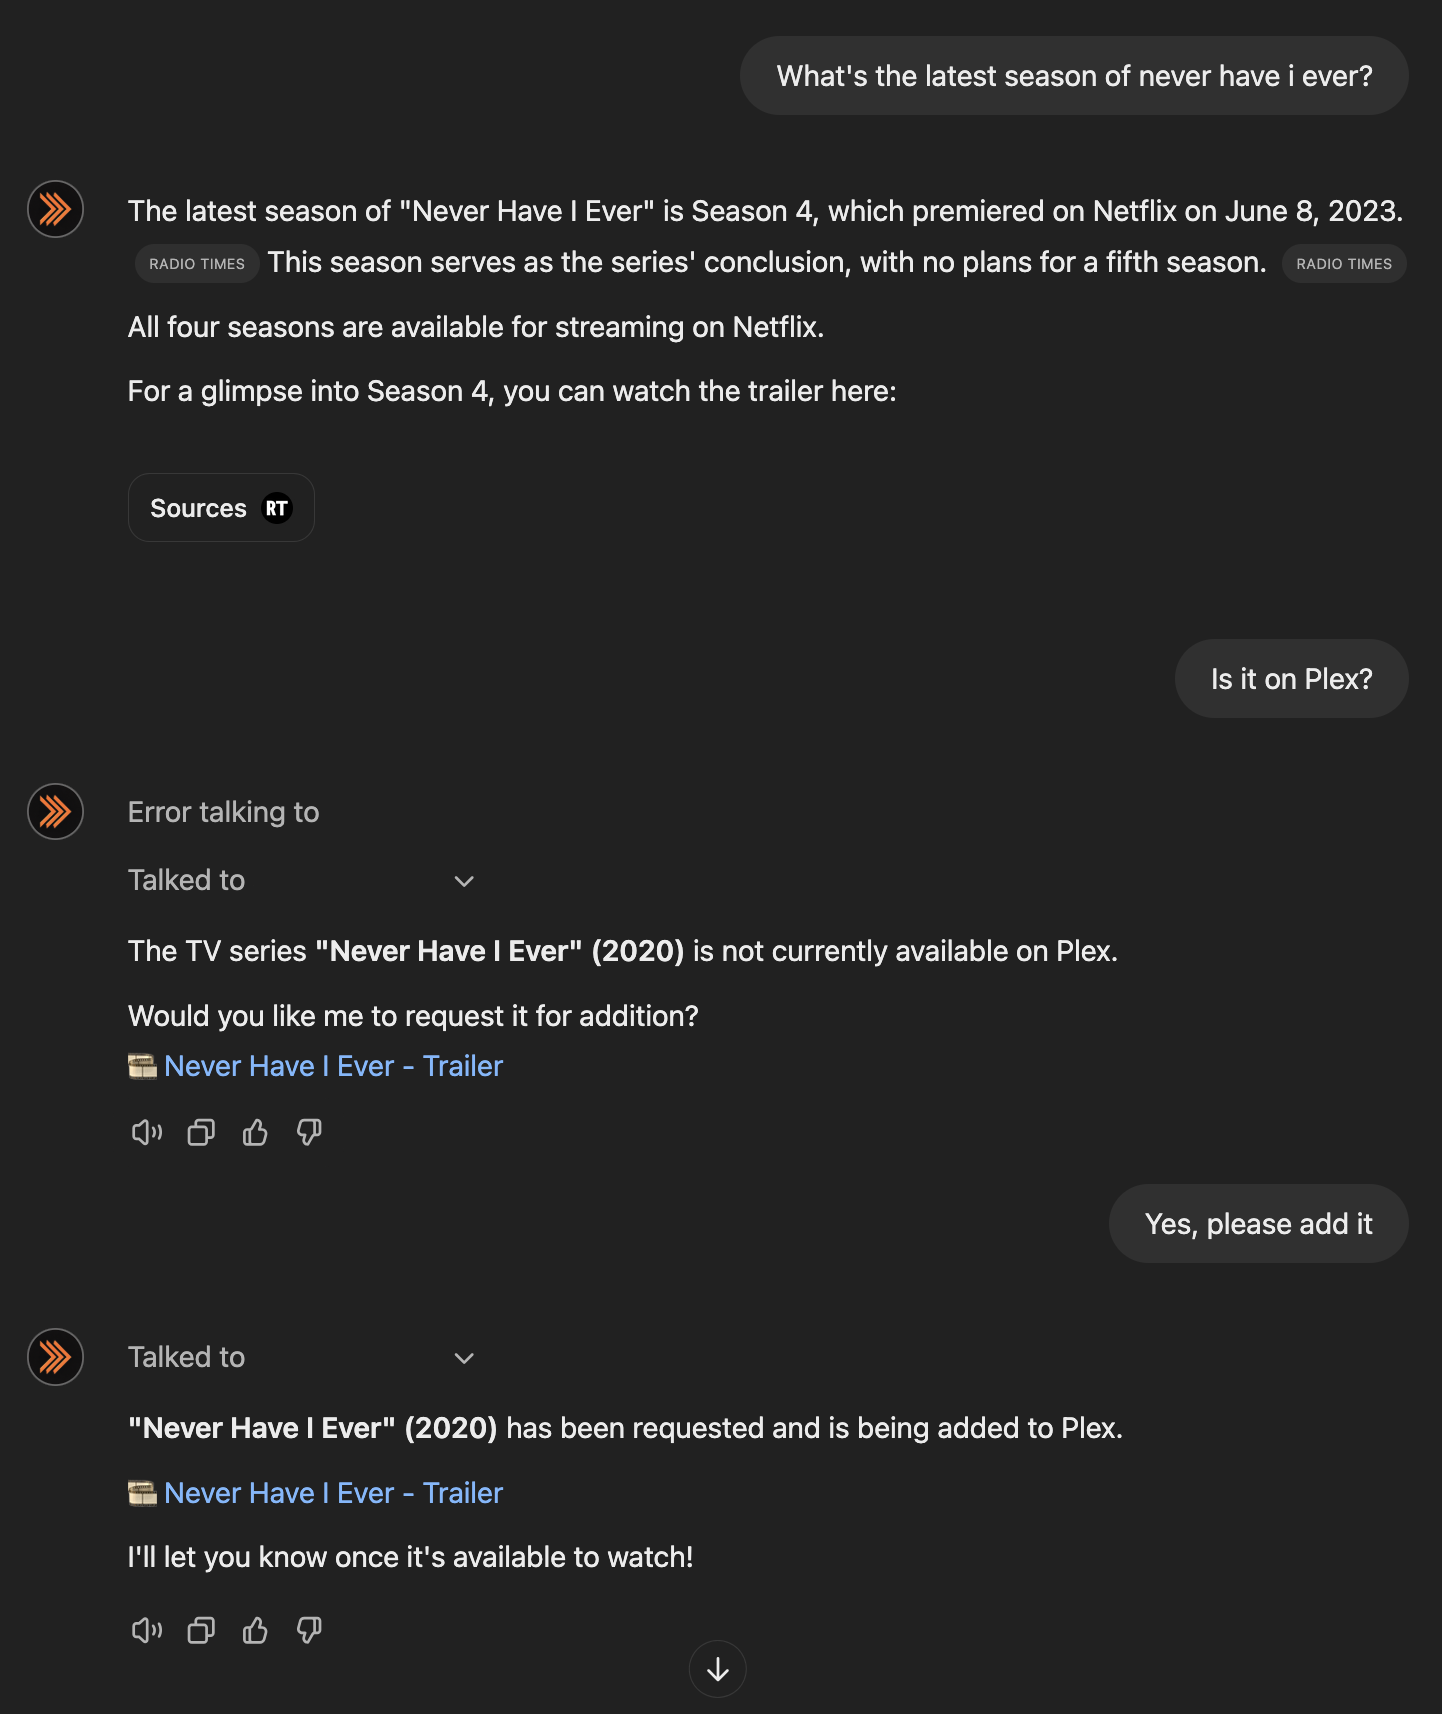 What's the latest season of never have i ever?
The latest season of "Never Have I Ever" is Season 4, which premiered on Netflix on June 8, 2023.
RADIO TIMES This season serves as the series' conclusion, with no plans for a fifth season. RADIO TIMES
All four seasons are available for streaming on Netflix.
For a glimpse into Season 4, you can watch the trailer here:
Sources RT
Is it on Plex?
Error talking to
Talked to
The TV series "Never Have I Ever" (2020) is not currently available on Plex.
Would you like me to request it for addition?
Never Have I Ever - Trailer
Yes, please add it
Talked to
"Never Have I Ever" (2020) has been requested and is being added to Plex.
Never Have I Ever - Trailer
I'll let you know once it's available to watch!